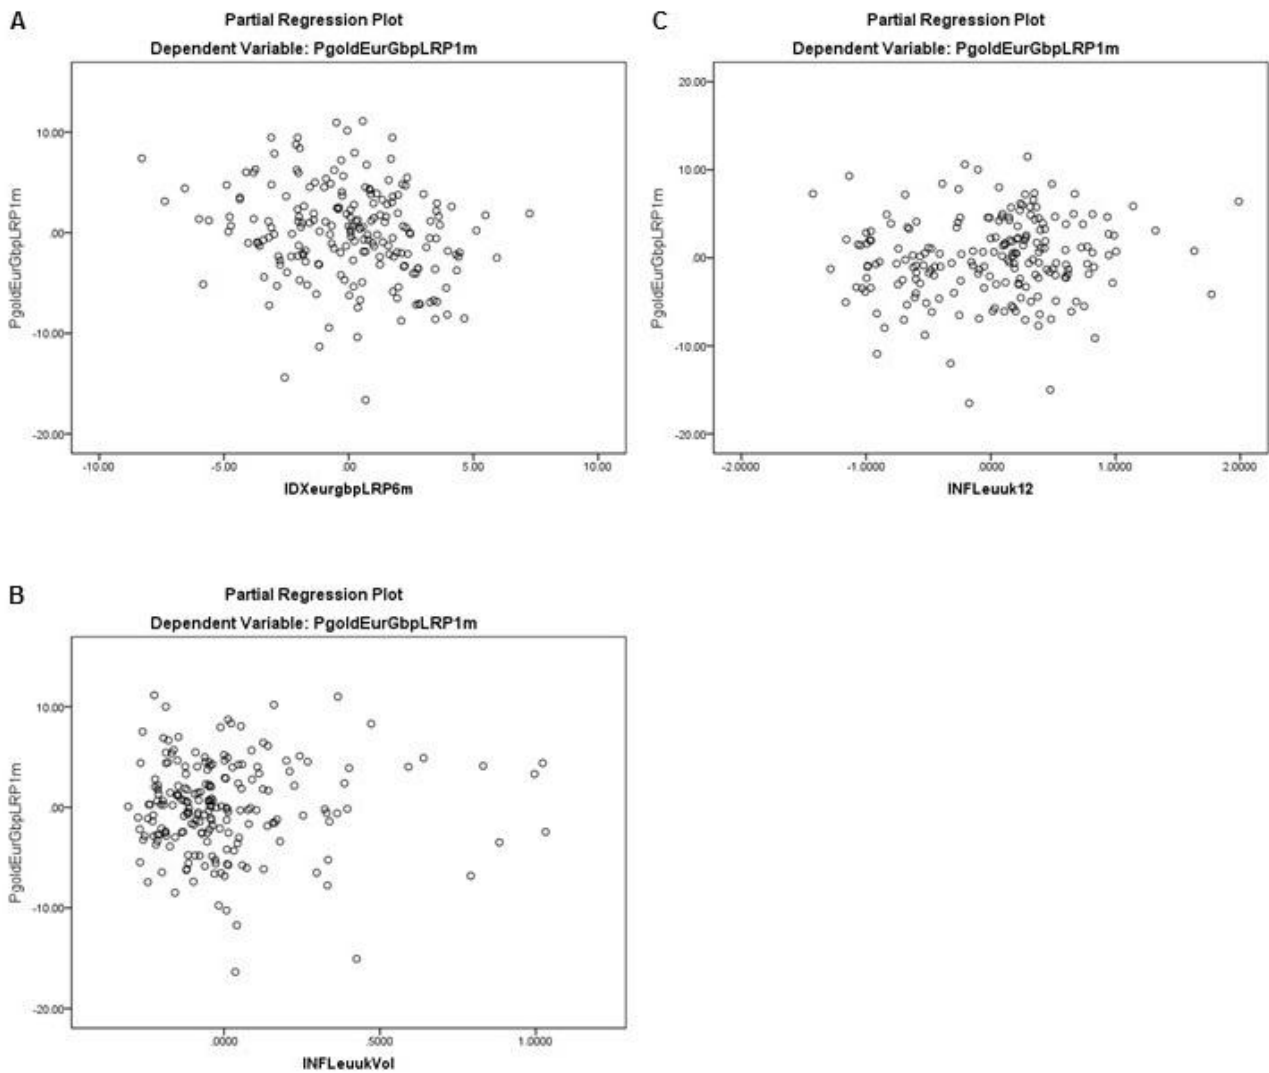 A
Partial Regression Plot
Dependent Variable: PgoldEurGbpLRP1m
PgoldEurGbpLRP1m
10.00
.00
-10.00
-20.00
-10.00 -5.00 .00 5.00 10.00
IDXeurgbpLRP6m
C
Partial Regression Plot
Dependent Variable: PgoldEurGbpLRP1m
PgoldEurGbpLRP1m
20.00
10.00
.00
-10.00
-20.00
-2.0000 -1.0000 .0000 1.0000 2.0000
INFLeuuk12
B
Partial Regression Plot
Dependent Variable: PgoldEurGbpLRP1m
PgoldEurGbpLRP1m
10.00
.00
-10.00
-20.00
.0000 .5000 1.0000
INFLeuukVol